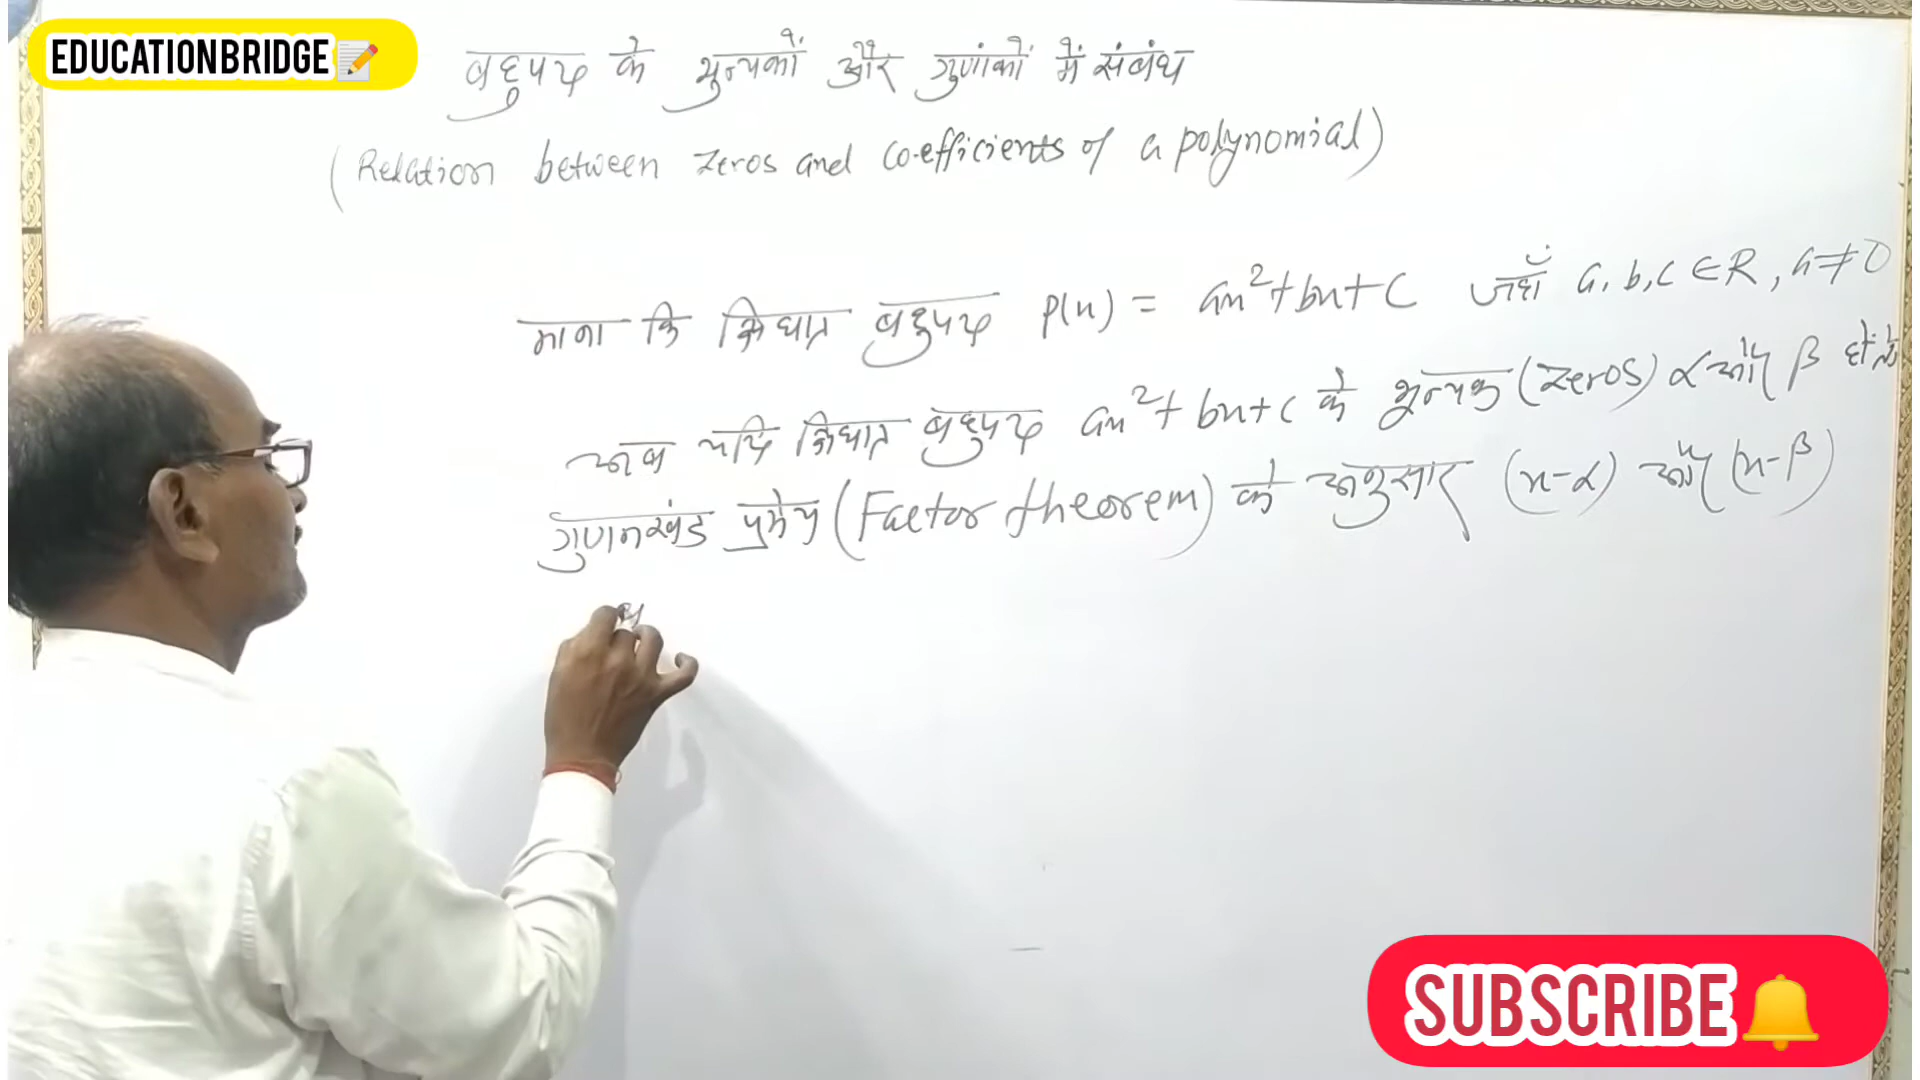 EDUCATIONBRIDGE
बहुपद के शुन्यकों और गुणांकों में संबंध
(Relation between zeros and co-efficients of a polynomial)
माना कि द्विघात बहुपद p(x) = ax²+bx+c जहाँ a, b, c ∈ R, a≠0
अब यदि द्विघात बहुपद ax²+bx+c के शुन्यक (zeros) α और β हो तो
गुणनखंड प्रमेय (Factor theorem) के अनुसार (x-α) और (x-β)
SUBSCRIBE